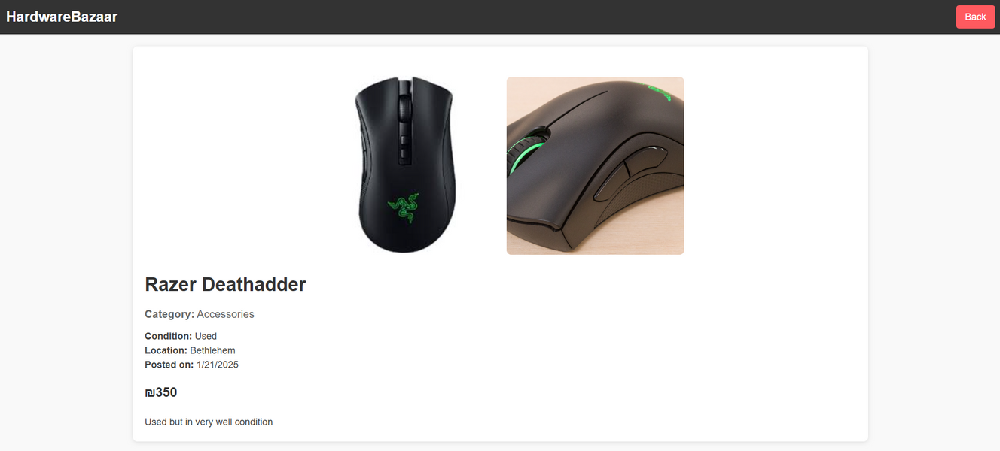 HardwareBazaar
Back
Razer Deathadder
Category: Accessories
Condition: Used
Location: Bethlehem
Posted on: 1/21/2025
₪350
Used but in very well condition